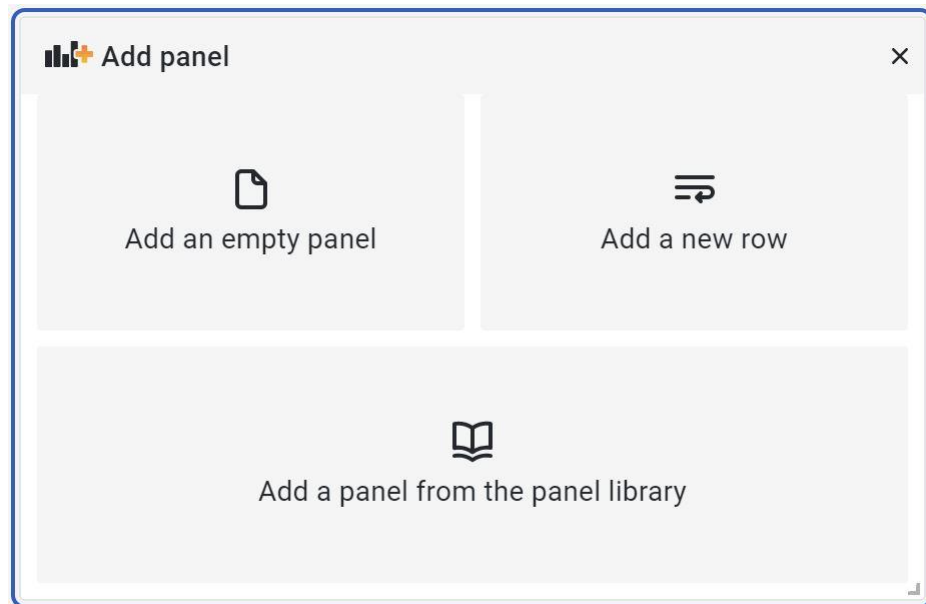 Add panel
Add an empty panel
Add a new row
Add a panel from the panel library